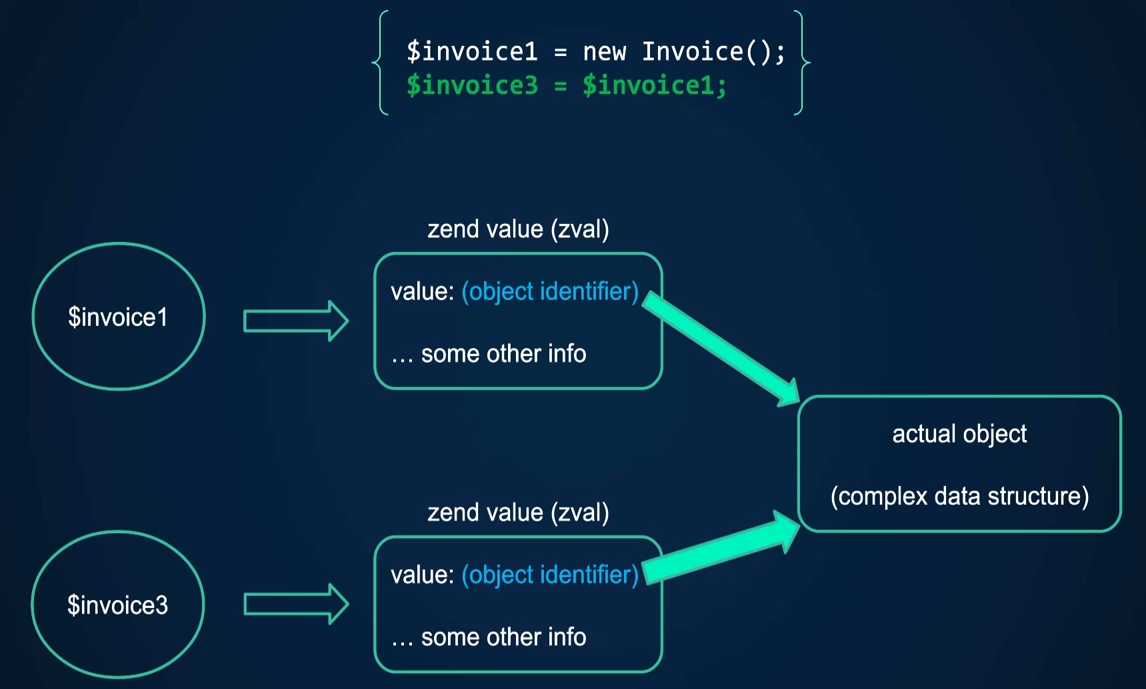 $invoice1 = new Invoice();
$invoice3 = $invoice1;
zend value (zval)
$invoice1
value: (object identifier)
... some other info
actual object
(complex data structure)
zend value (zval)
$invoice3
value: (object identifier)
... some other info